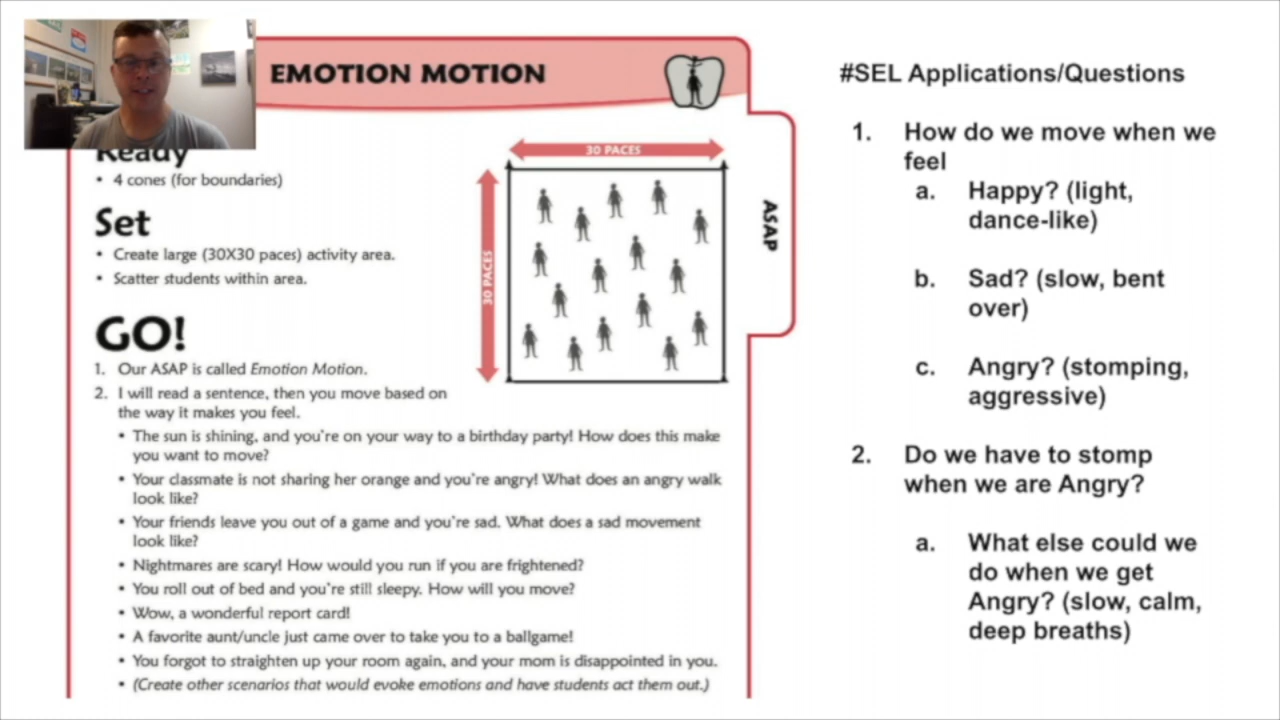 EMOTION MOTION
Ready
• 4 cones (for boundaries)
Set
• Create large (30X30 paces) activity area.
• Scatter students within area.
30 PACES
30 PACES
ASAP
GO!
1. Our ASAP is called Emotion Motion.
2. I will read a sentence, then you move based on
the way it makes you feel.
• The sun is shining, and you're on your way to a birthday party! How does this make
you want to move?
• Your classmate is not sharing her orange and you're angry! What does an angry walk
look like?
• Your friends leave you out of a game and you're sad. What does a sad movement
look like?
• Nightmares are scary! How would you run if you are frightened?
• You roll out of bed and you're still sleepy. How will you move?
• Wow, a wonderful report card!
• A favorite aunt/uncle just came over to take you to a ballgame!
• You forgot to straighten up your room again, and your mom is disappointed in you.
• (Create other scenarios that would evoke emotions and have students act them out.)
#SEL Applications/Questions
1. How do we move when we
feel
a. Happy? (light,
dance-like)
b. Sad? (slow, bent
over)
c. Angry? (stomping,
aggressive)
2. Do we have to stomp
when we are Angry?
a. What else could we
do when we get
Angry? (slow, calm,
deep breaths)